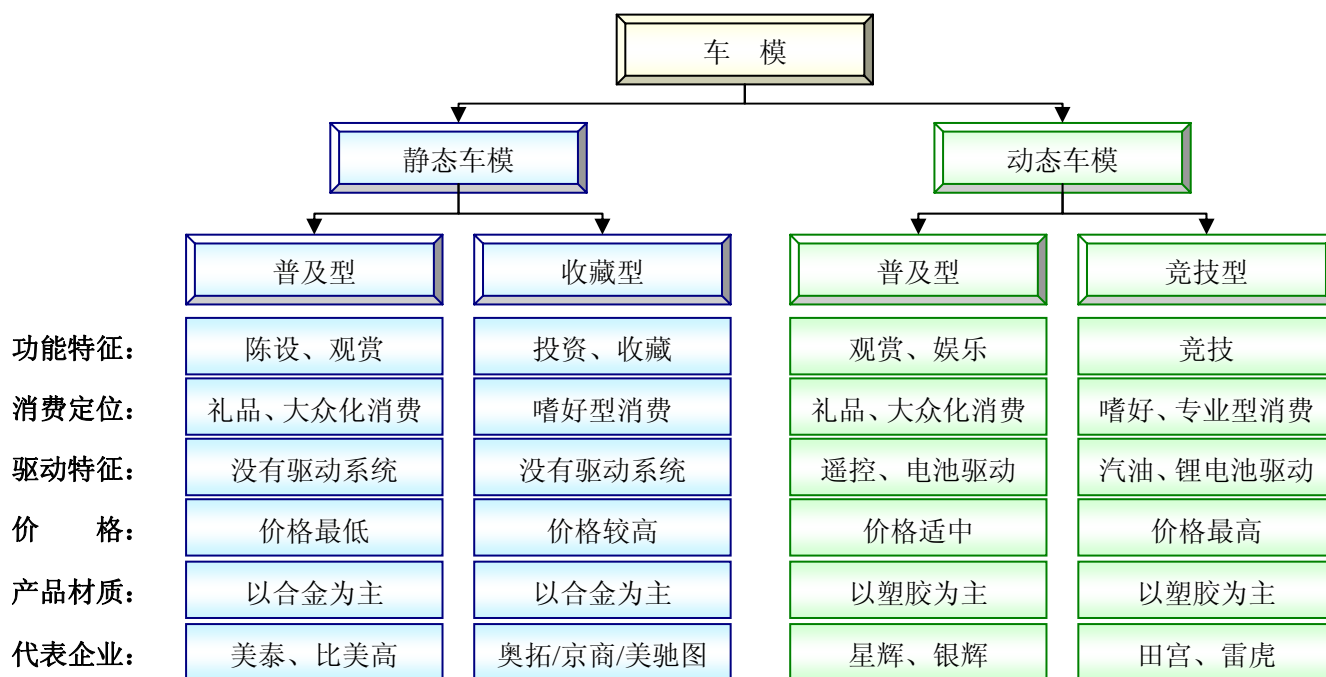 车 模
静态车模 动态车模
普及型 收藏型 普及型 竞技型
功能特征： 陈设、观赏 投资、收藏 观赏、娱乐 竞技
消费定位： 礼品、大众化消费 嗜好型消费 礼品、大众化消费 嗜好、专业型消费
驱动特征： 没有驱动系统 没有驱动系统 遥控、电池驱动 汽油、锂电池驱动
价 格： 价格最低 价格较高 价格适中 价格最高
产品材质： 以合金为主 以合金为主 以塑胶为主 以塑胶为主
代表企业： 美泰、比美高 奥拓/京商/美驰图 星辉、银辉 田宫、雷虎